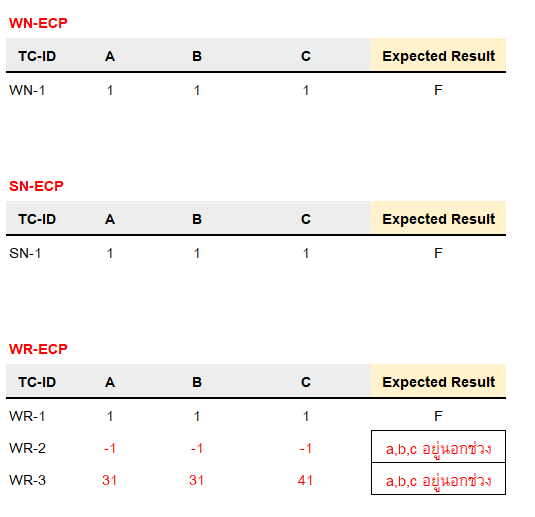 WN-ECP
TC-ID A B C Expected Result
WN-1 1 1 1 F
SN-ECP
TC-ID A B C Expected Result
SN-1 1 1 1 F
WR-ECP
TC-ID A B C Expected Result
WR-1 1 1 1 F
WR-2 -1 -1 -1 a,b,c อยู่นอกช่วง
WR-3 31 31 41 a,b,c อยู่นอกช่วง